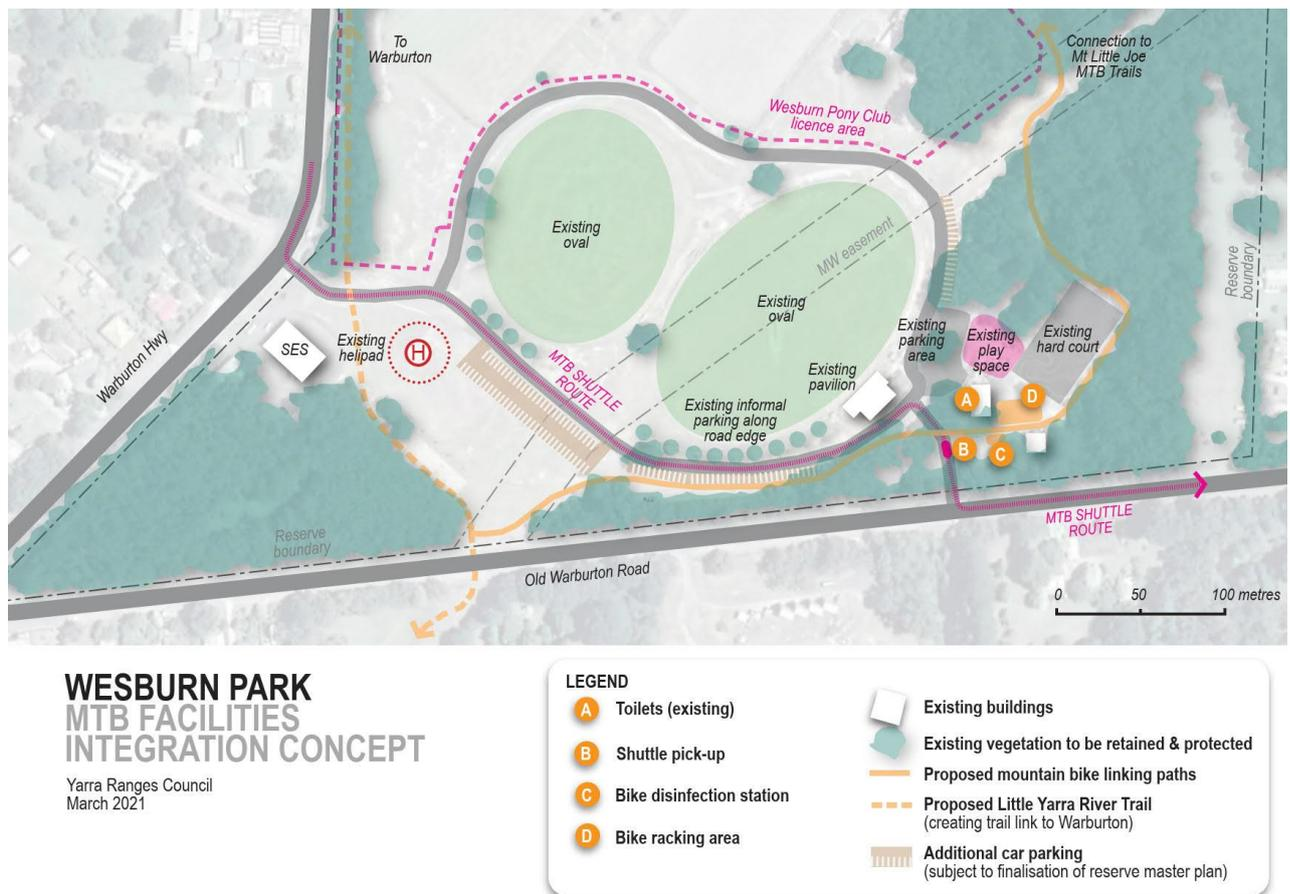 To
Warburton
Connection to
Mt Little Joe
MTB Trails
Wesburn Pony Club
licence area
Existing
oval
MW easement
Reserve
boundary
Existing
oval
Warburton Hwy
SES
Existing
helipad
H
MTB SHUTTLE
ROUTE
Existing
parking
area
Existing
play
space
Existing
hard court
Existing
pavilion
Existing informal
parking along
road edge
A
D
B
C
MTB SHUTTLE
ROUTE
Reserve
boundary
Old Warburton Road
0 50 100 metres
WESBURN PARK
MTB FACILITIES
INTEGRATION CONCEPT
Yarra Ranges Council
March 2021
LEGEND
A Toilets (existing)
B Shuttle pick-up
C Bike disinfection station
D Bike racking area
Existing buildings
Existing vegetation to be retained & protected
Proposed mountain bike linking paths
Proposed Little Yarra River Trail
(creating trail link to Warburton)
Additional car parking
(subject to finalisation of reserve master plan)